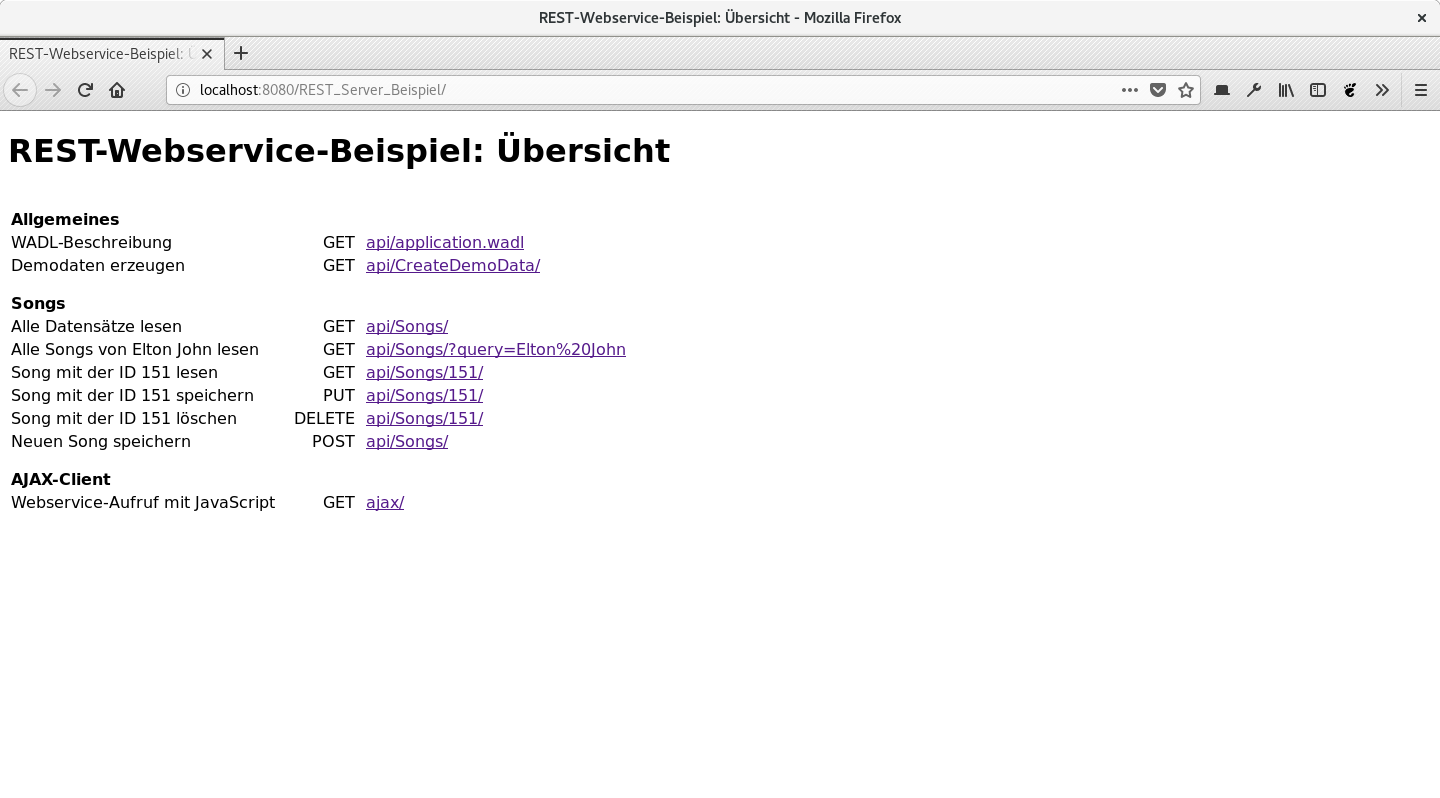 REST-Webservice-Beispiel: Übersicht - Mozilla Firefox
REST-Webservice-Beispiel:
localhost:8080/REST_Server_Beispiel/
REST-Webservice-Beispiel: Übersicht
Allgemeines
WADL-Beschreibung GET api/application.wadl
Demodaten erzeugen GET api/CreateDemoData/
Songs
Alle Datensätze lesen GET api/Songs/
Alle Songs von Elton John lesen GET api/Songs/?query=Elton%20John
Song mit der ID 151 lesen GET api/Songs/151/
Song mit der ID 151 speichern PUT api/Songs/151/
Song mit der ID 151 löschen DELETE api/Songs/151/
Neuen Song speichern POST api/Songs/
AJAX-Client
Webservice-Aufruf mit JavaScript GET ajax/